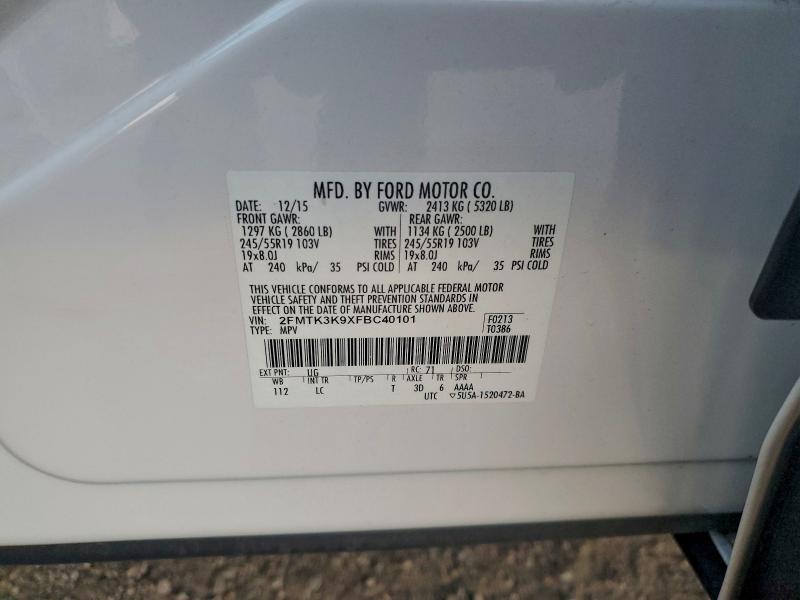 MFD. BY FORD MOTOR CO.
DATE: 12/15 GVWR: 2413 KG ( 5320 LB)
FRONT GAWR: REAR GAWR:
1297 KG ( 2860 LB) WITH 1134 KG ( 2500 LB) WITH
245/55R19 103V TIRES 245/55R19 103V TIRES
19x8.0J RIMS 19x8.0J RIMS
AT 240 kPa/ 35 PSI COLD AT 240 kPa/ 35 PSI COLD
THIS VEHICLE CONFORMS TO ALL APPLICABLE FEDERAL MOTOR
VEHICLE SAFETY AND THEFT PREVENTION STANDARDS IN
EFFECT ON THE DATE OF MANUFACTURE SHOWN ABOVE.
VIN: 2FMTK3K9XFBC40101 F0213
TYPE: MPV T0386
EXT PNT: UG RC: 71 DSO:
WB INT TR TP/PS R AXLE TR SPR
112 LC T 3D 6 AAAA
UTC ▽5U5A-1520472-BA